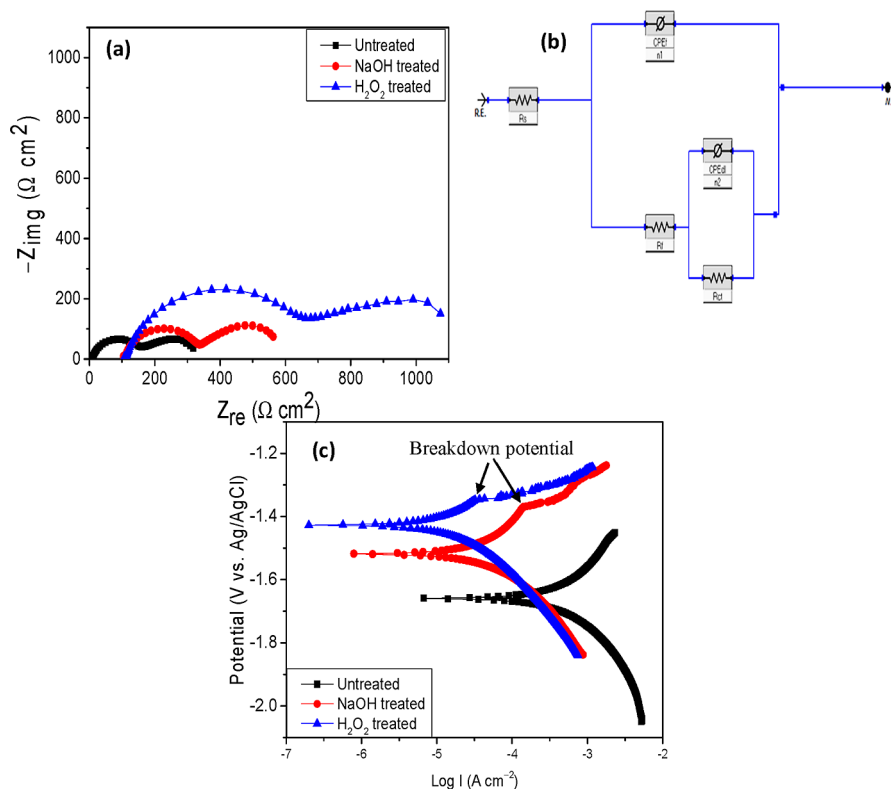 (a)
Untreated
NaOH treated
H₂O₂ treated
1000
800
600
400
200
0
−Z_img (Ω cm²)
0 200 400 600 800 1000
Z_re (Ω cm²)
(b)
CPEf
n1
R.E.
Rs
CPEdl
n2
Rf
Rct
(c)
Breakdown potential
-1.2
-1.4
-1.6
-1.8
-2.0
Potential (V vs. Ag/AgCl)
Untreated
NaOH treated
H₂O₂ treated
-7 -6 -5 -4 -3 -2
Log I (A cm⁻²)